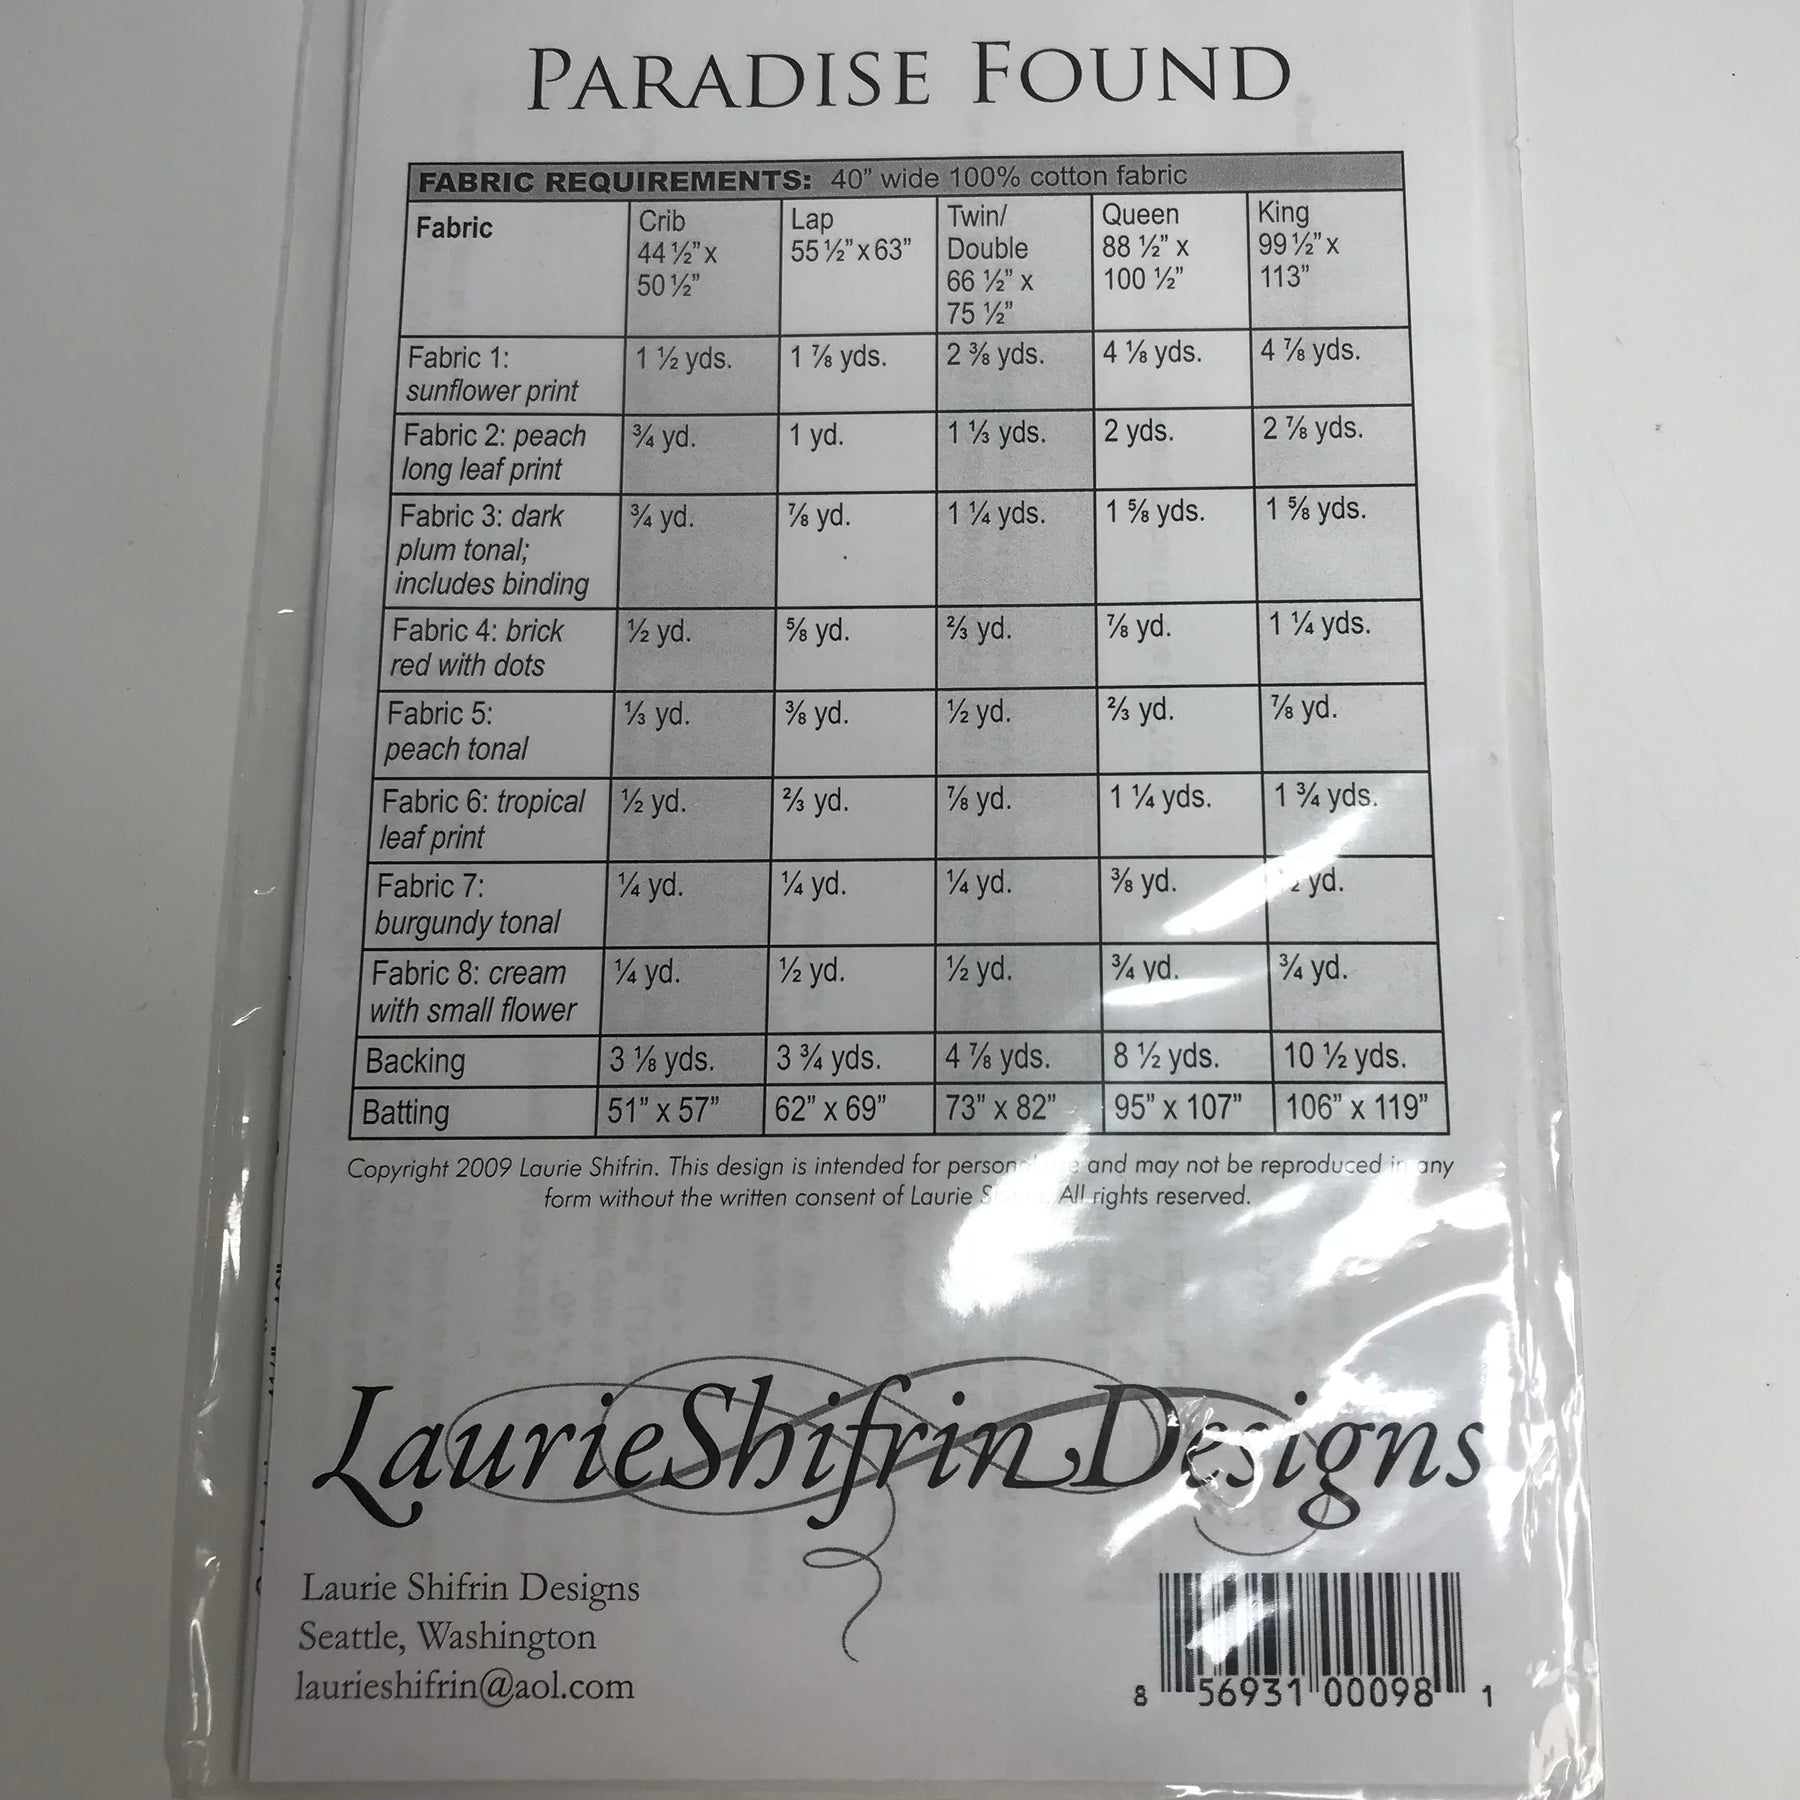 PARADISE FOUND
FABRIC REQUIREMENTS: 40" wide 100% cotton fabric
Fabric
Crib
44 ½" x
50 ½"
Lap
55 ½" x 63"
Twin/
Double
66 ½" x
75 ½"
Queen
88 ½" x
100 ½"
King
99 ½" x
113"
Fabric 1:
sunflower print
1 ½ yds.
1 ⅞ yds.
2 ⅜ yds.
4 ⅛ yds.
4 ⅞ yds.
Fabric 2: peach
long leaf print
¾ yd.
1 yd.
1 ⅓ yds.
2 yds.
2 ⅞ yds.
Fabric 3: dark
plum tonal;
includes binding
¾ yd.
⅞ yd.
1 ¼ yds.
1 ⅝ yds.
1 ⅝ yds.
Fabric 4: brick
red with dots
½ yd.
⅝ yd.
⅔ yd.
⅞ yd.
1 ¼ yds.
Fabric 5:
peach tonal
⅓ yd.
⅜ yd.
½ yd.
⅔ yd.
⅞ yd.
Fabric 6: tropical
leaf print
½ yd.
⅔ yd.
⅞ yd.
1 ¼ yds.
1 ¾ yds.
Fabric 7:
burgundy tonal
¼ yd.
¼ yd.
¼ yd.
⅜ yd.
yd.
Fabric 8: cream
with small flower
¼ yd.
½ yd.
½ yd.
¾ yd.
¾ yd.
Backing
3 ⅛ yds.
3 ¾ yds.
4 ⅞ yds.
8 ½ yds.
10 ½ yds.
Batting
51" x 57"
62" x 69"
73" x 82"
95" x 107"
106" x 119"
Copyright 2009 Laurie Shifrin. This design is intended for personal use and may not be reproduced in any
form without the written consent of Laurie Shifrin. All rights reserved.
LaurieShifrinDesigns
Laurie Shifrin Designs
Seattle, Washington
laurieshifrin@aol.com
8 56931 00098 1